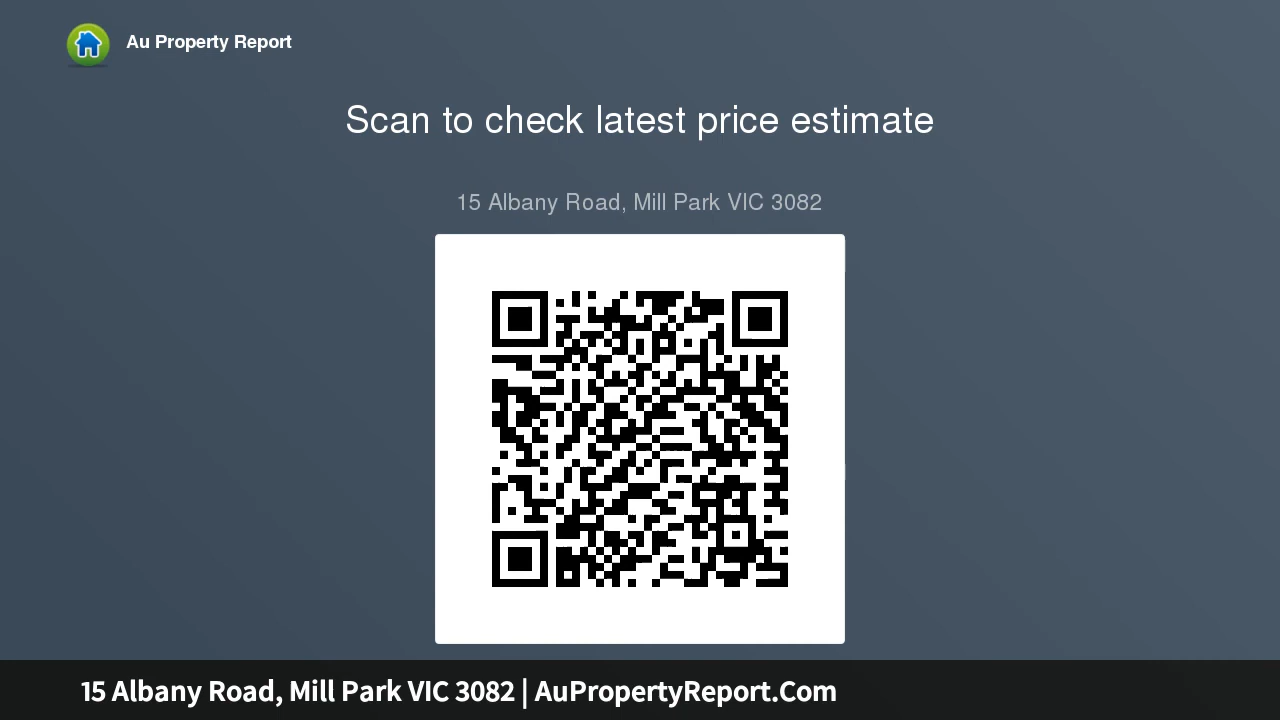 Au Property Report
Scan to check latest price estimate
15 Albany Road, Mill Park VIC 3082
15 Albany Road, Mill Park VIC 3082 | AuPropertyReport.Com